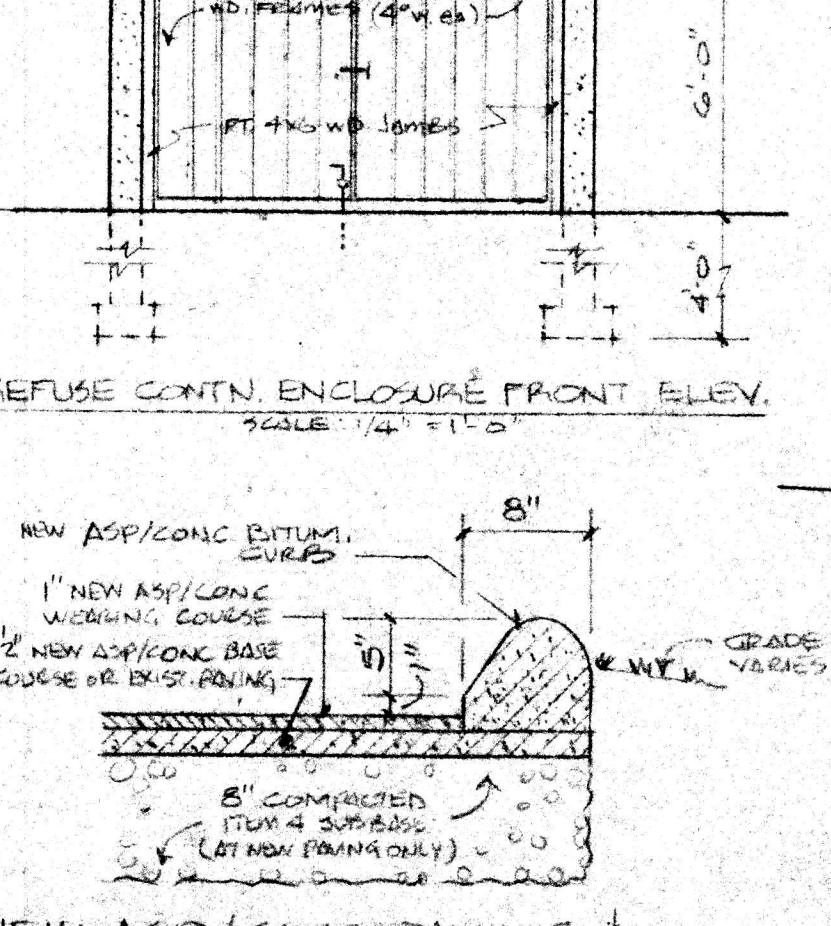 WD. FRAMES (4° W ea)
PT. 4X6 WD JAMBS
6'-0"
4'-0"
REFUSE CONTN. ENCLOSURE FRONT ELEV.
SCALE: 1/4" = 1'-0"
8"
NEW ASP/CONC BITUM.
CURB
1" NEW ASP/CONC
WEARING COURSE
5"
1"
GRADE
VARIES
NEW ASP/CONC BASE
COURSE OR EXIST. PAVING
8" COMPACTED
ITEM 4 SUBBASE
(AT NEW PAVING ONLY)